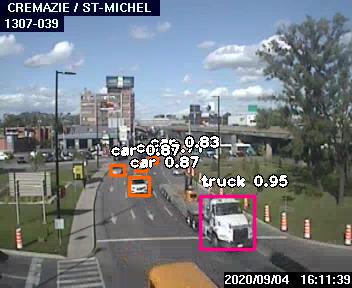 CREMAZIE / ST-MICHEL
1307-039
car 0.83
car 0.87
car 0.87
truck 0.95
2020/09/04 16:11:39